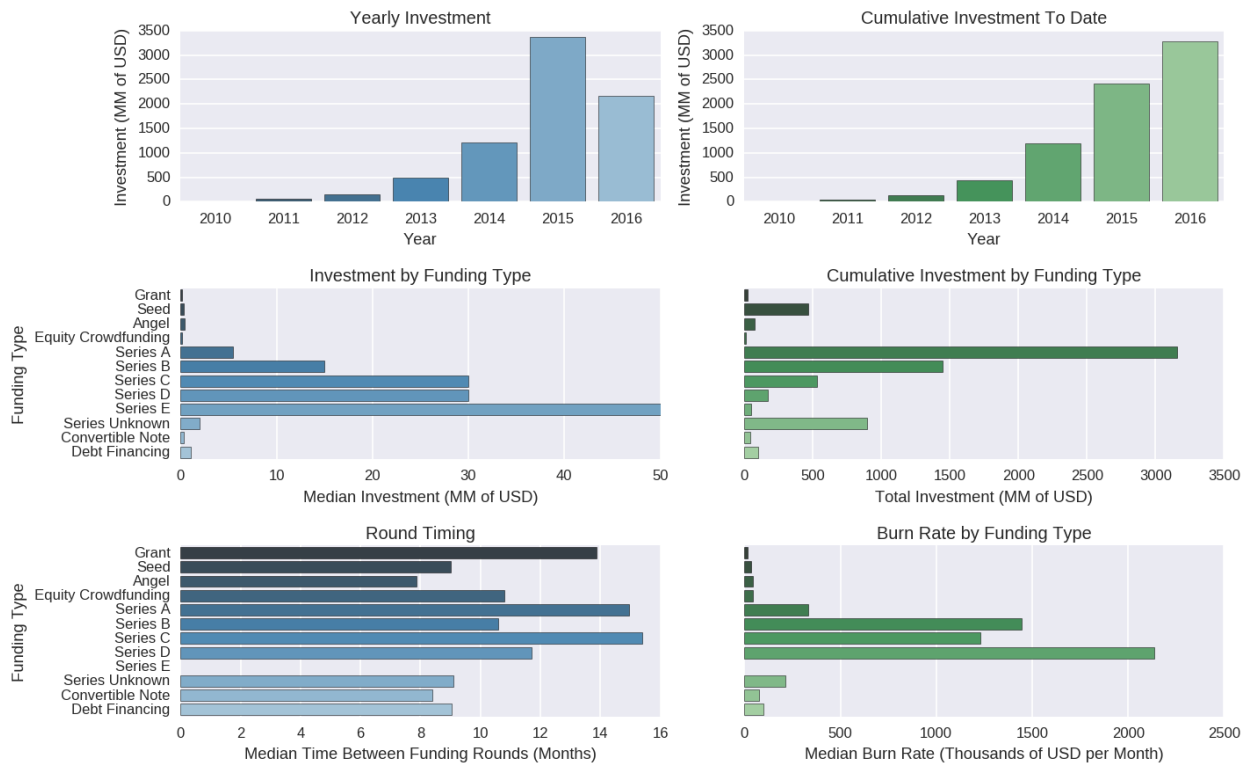 Yearly Investment
Investment (MM of USD)
3500
3000
2500
2000
1500
1000
500
0
2010 2011 2012 2013 2014 2015 2016
Year
Cumulative Investment To Date
Investment (MM of USD)
3500
3000
2500
2000
1500
1000
500
0
2010 2011 2012 2013 2014 2015 2016
Year
Investment by Funding Type
Funding Type
Grant
Seed
Angel
Equity Crowdfunding
Series A
Series B
Series C
Series D
Series E
Series Unknown
Convertible Note
Debt Financing
0 10 20 30 40 50
Median Investment (MM of USD)
Cumulative Investment by Funding Type
0 500 1000 1500 2000 2500 3000 3500
Total Investment (MM of USD)
Round Timing
Funding Type
Grant
Seed
Angel
Equity Crowdfunding
Series A
Series B
Series C
Series D
Series E
Series Unknown
Convertible Note
Debt Financing
0 2 4 6 8 10 12 14 16
Median Time Between Funding Rounds (Months)
Burn Rate by Funding Type
0 500 1000 1500 2000 2500
Median Burn Rate (Thousands of USD per Month)